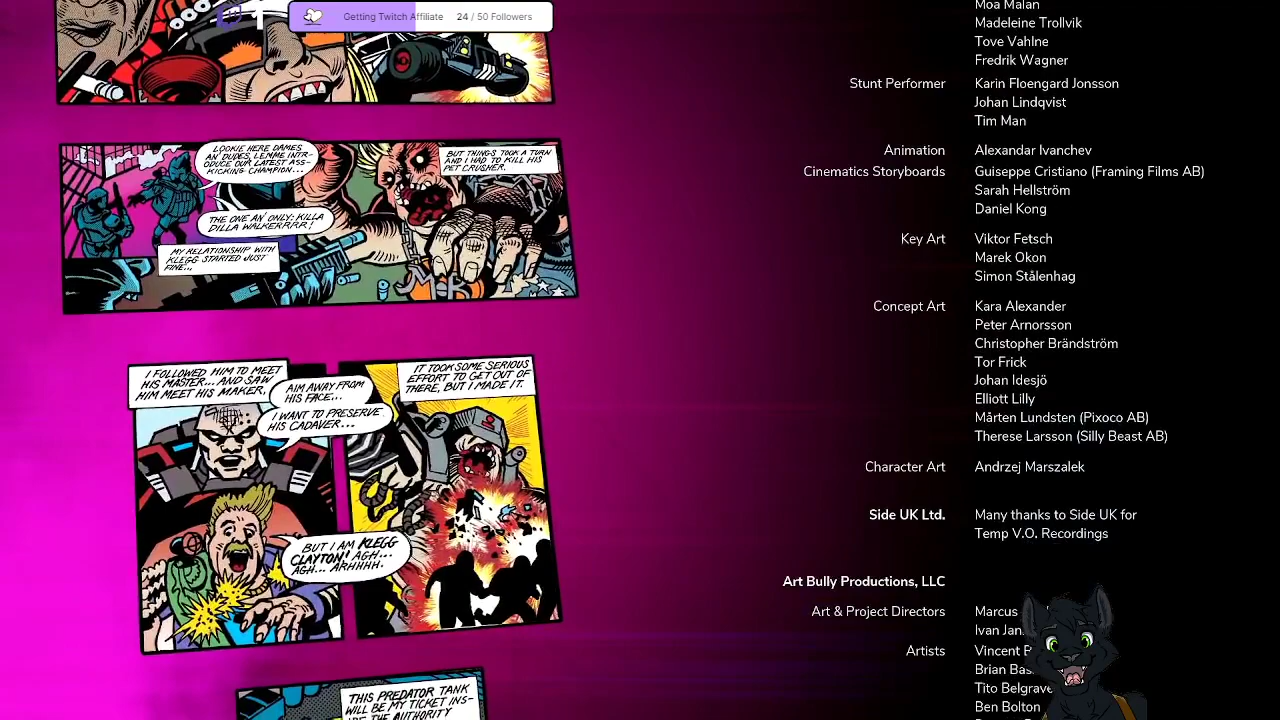 Getting Twitch Affiliate 24 / 50 Followers
LOOKIE HERE DAMES
AN' DUDES, LEMME INTR-
ODUCE OUR LATEST ASS-
KICKING CHAMPION...
THE ONE AN' ONLY: KILLA
DILLA WALKERRRR!
MY RELATIONSHIP WITH
KLEGG STARTED JUST
FINE...
BUT THINGS TOOK A TURN
AND I HAD TO KILL HIS
PET CRUSHER.
I FOLLOWED HIM TO MEET
HIS MASTER... AND SAW
HIM MEET HIS MAKER.
AIM AWAY FROM
HIS FACE...
I WANT TO PRESERVE
HIS CADAVER...
BUT I AM KLEGG
CLAYTON! AGH...
AGH... ARHHHH.
IT TOOK SOME SERIOUS
EFFORT TO GET OUT OF
THERE, BUT I MADE IT.
THIS PREDATOR TANK
WILL BE MY TICKET INS-
IDE THE AUTHORITY
Moa Malan
Madeleine Trollvik
Tove Vahlne
Fredrik Wagner
Stunt Performer Karin Floengard Jonsson
Johan Lindqvist
Tim Man
Animation Alexandar Ivanchev
Cinematics Storyboards Guiseppe Cristiano (Framing Films AB)
Sarah Hellström
Daniel Kong
Key Art Viktor Fetsch
Marek Okon
Simon Stålenhag
Concept Art Kara Alexander
Peter Arnorsson
Christopher Brändström
Tor Frick
Johan Idesjö
Elliott Lilly
Mårten Lundsten (Pixoco AB)
Therese Larsson (Silly Beast AB)
Character Art Andrzej Marszalek
Side UK Ltd. Many thanks to Side UK for
Temp V.O. Recordings
Art Bully Productions, LLC
Art & Project Directors Marcus
Ivan Jan
Artists Vincent P
Brian Bas
Tito Belgrave
Ben Bolton